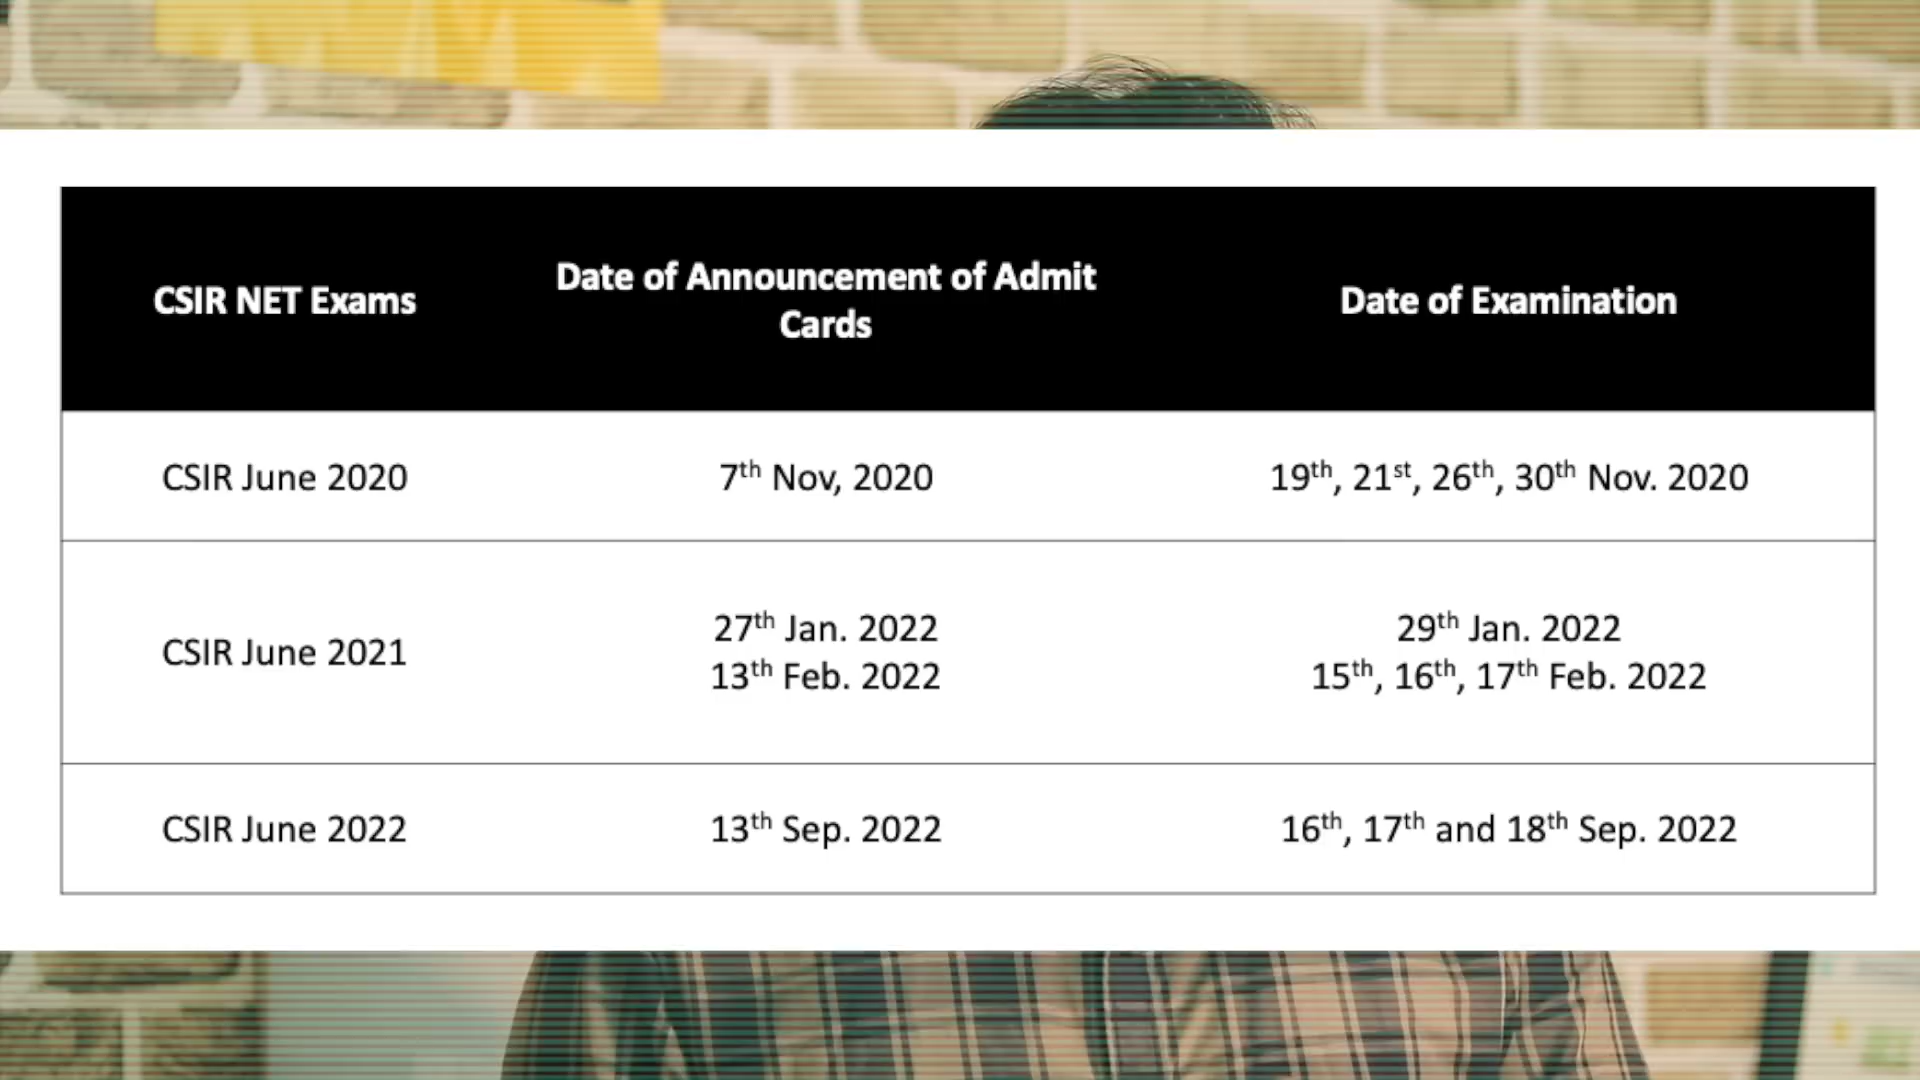 CSIR NET Exams
Date of Announcement of Admit
Cards
Date of Examination
CSIR June 2020
7th Nov, 2020
19th, 21st, 26th, 30th Nov. 2020
CSIR June 2021
27th Jan. 2022
13th Feb. 2022
29th Jan. 2022
15th, 16th, 17th Feb. 2022
CSIR June 2022
13th Sep. 2022
16th, 17th and 18th Sep. 2022